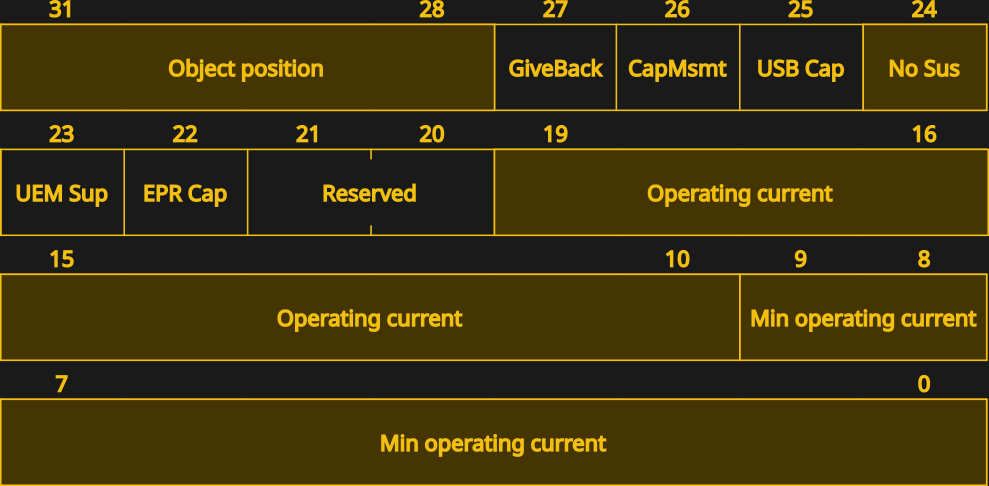 31 28 27 26 25 24
Object position GiveBack CapMsmt USB Cap No Sus
23 22 21 20 19 16
UEM Sup EPR Cap Reserved Operating current
15 10 9 8
Operating current Min operating current
7 0
Min operating current